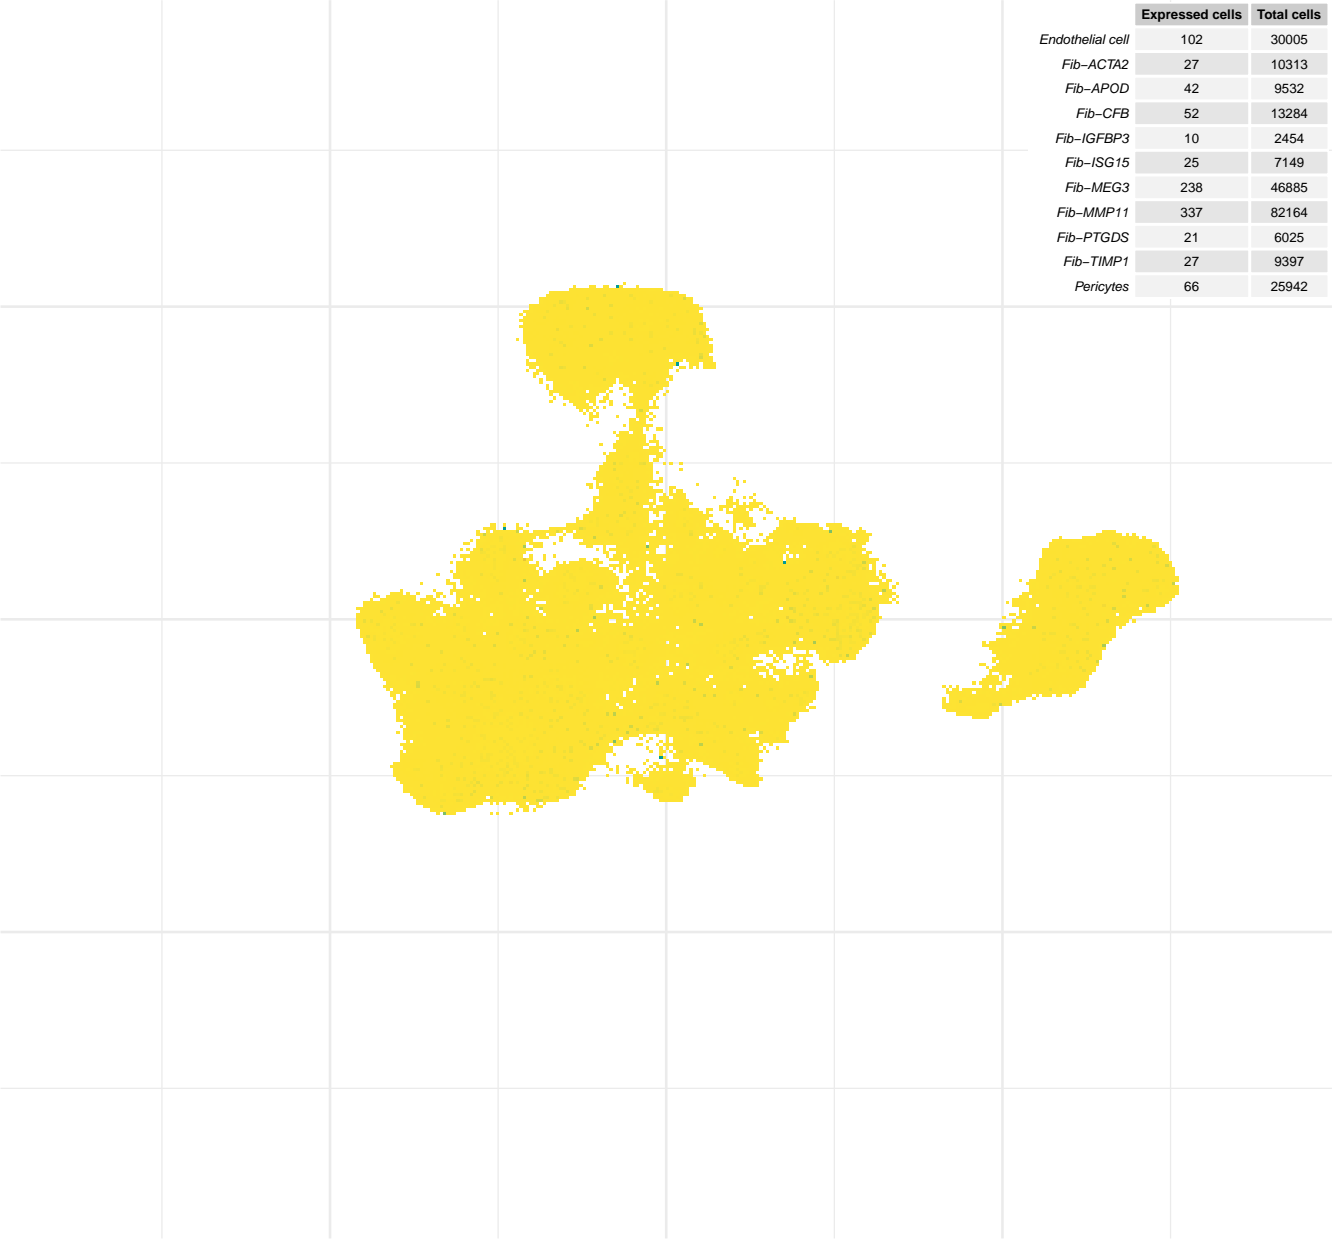 Expressed cells Total cells
Endothelial cell 102 30005
Fib−ACTA2 27 10313
Fib−APOD 42 9532
Fib−CFB 52 13284
Fib−IGFBP3 10 2454
Fib−ISG15 25 7149
Fib−MEG3 238 46885
Fib−MMP11 337 82164
Fib−PTGDS 21 6025
Fib−TIMP1 27 9397
Pericytes 66 25942